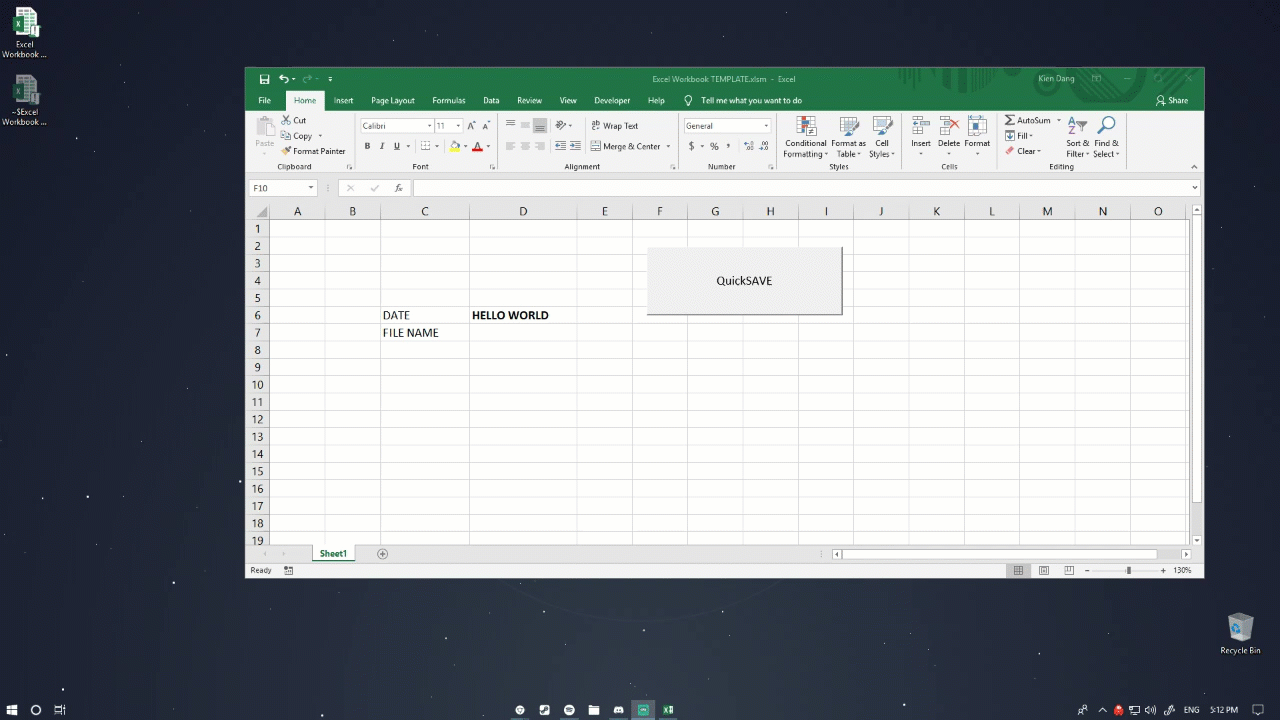 Excel
Workbook ...
~$Excel
Workbook ...
Excel Workbook TEMPLATE.xlsm - Excel
Kien Dang
File Home Insert Page Layout Formulas Data Review View Developer Help Tell me what you want to do Share
Paste
Cut
Copy
Format Painter
Clipboard
Calibri 11
B I U
Font
Wrap Text
Merge & Center
Alignment
General
$ % ,
Number
Conditional Formatting
Format as Table
Cell Styles
Styles
Insert Delete Format
Cells
AutoSum
Fill
Clear
Sort & Filter
Find & Select
Editing
F10 fx
A B C D E F G H I J K L M N O
1
2
3
4
QuickSAVE
5
6 DATE HELLO WORLD
7 FILE NAME
8
9
10
11
12
13
14
15
16
17
18
19
Sheet1
Ready 130%
Recycle Bin
ENG 5:12 PM